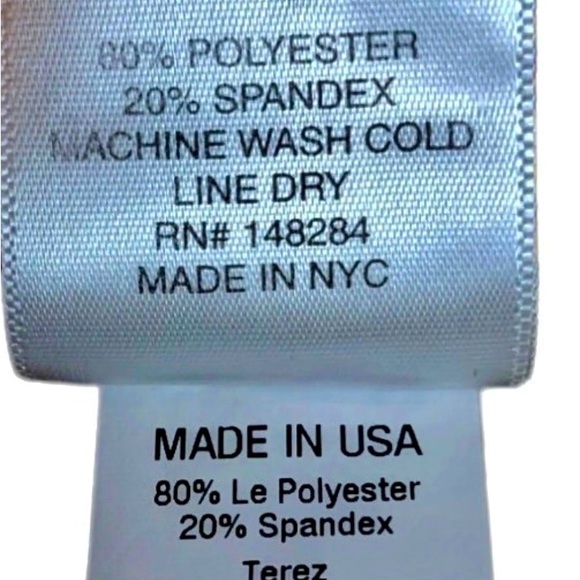 80% POLYESTER
20% SPANDEX
MACHINE WASH COLD
LINE DRY
RN# 148284
MADE IN NYC
MADE IN USA
80% Le Polyester
20% Spandex
Terez